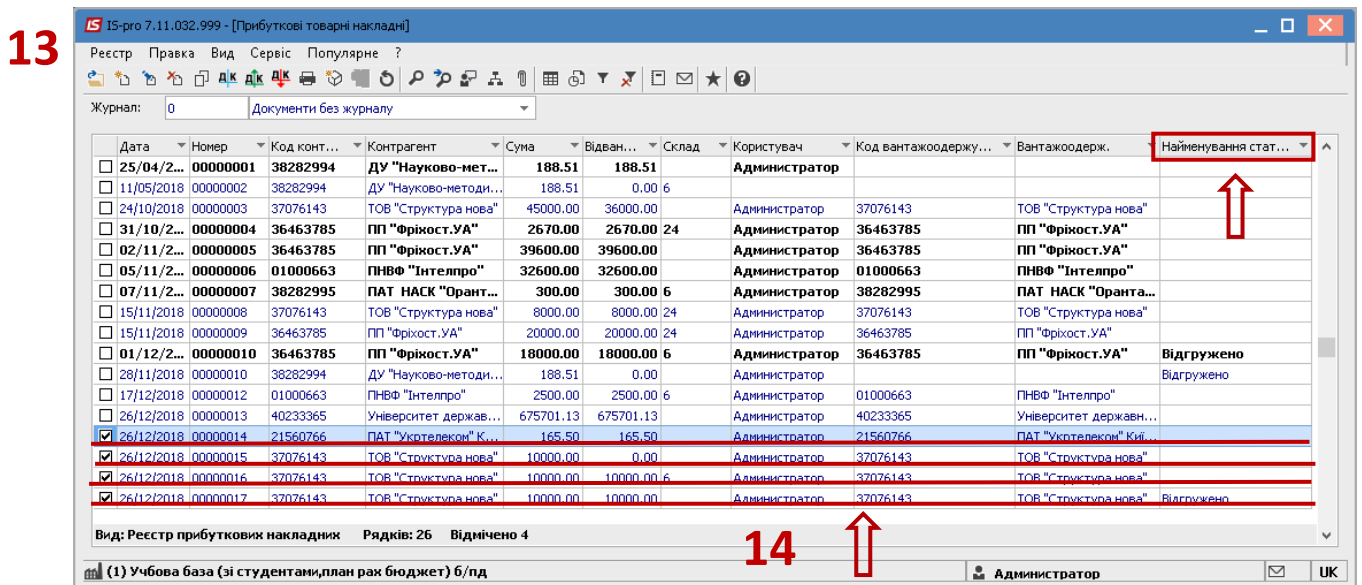 13
IS-pro 7.11.032.999 - [Прибуткові товарні накладні]
Реєстр Правка Вид Сервіс Популярне ?
Журнал: 0 Документи без журналу
Дата Номер Код конт... Контрагент Сума Відван... Склад Користувач Код вантажоодержу... Вантажоодерж. Найменування стат...
25/04/2... 00000001 38282994 ДУ "Науково-мет... 188.51 188.51 Администратор
11/05/2018 00000002 38282994 ДУ "Науково-методи... 188.51 0.00 6
24/10/2018 00000003 37076143 ТОВ "Структура нова" 45000.00 36000.00 Администратор 37076143 ТОВ "Структура нова"
31/10/2... 00000004 36463785 ПП "Фріхост.УА" 2670.00 2670.00 24 Администратор 36463785 ПП "Фріхост.УА"
02/11/2... 00000005 36463785 ПП "Фріхост.УА" 39600.00 39600.00 Администратор 36463785 ПП "Фріхост.УА"
05/11/2... 00000006 01000663 ПНВФ "Інтелпро" 32600.00 32600.00 Администратор 01000663 ПНВФ "Інтелпро"
07/11/2... 00000007 38282995 ПАТ НАСК "Орант... 300.00 300.00 6 Администратор 38282995 ПАТ НАСК "Оранта...
15/11/2018 00000008 37076143 ТОВ "Структура нова" 8000.00 8000.00 24 Администратор 37076143 ТОВ "Структура нова"
15/11/2018 00000009 36463785 ПП "Фріхост.УА" 20000.00 20000.00 24 Администратор 36463785 ПП "Фріхост.УА"
01/12/2... 00000010 36463785 ПП "Фріхост.УА" 18000.00 18000.00 6 Администратор 36463785 ПП "Фріхост.УА" Відгружено
28/11/2018 00000010 38282994 ДУ "Науково-методи... 188.51 0.00 Администратор Відгружено
17/12/2018 00000012 01000663 ПНВФ "Інтелпро" 2500.00 2500.00 6 Администратор 01000663 ПНВФ "Інтелпро"
26/12/2018 00000013 40233365 Університет держав... 675701.13 675701.13 Администратор 40233365 Університет державн...
26/12/2018 00000014 21560766 ПАТ "Укртелеком" К... 165.50 165.50 Администратор 21560766 ПАТ "Укртелеком" Киї...
26/12/2018 00000015 37076143 ТОВ "Структура нова" 10000.00 0.00 Администратор 37076143 ТОВ "Структура нова"
26/12/2018 00000016 37076143 ТОВ "Структура нова" 10000.00 10000.00 6 Администратор 37076143 ТОВ "Структура нова"
26/12/2018 00000017 37076143 ТОВ "Структура нова" 10000.00 10000.00 Администратор 37076143 ТОВ "Структура нова" Відгружено
Вид: Реєстр прибуткових накладних Рядків: 26 Відмічено 4
14
(1) Учбова база (зі студентами,план рах бюджет) б/пд Администратор UK